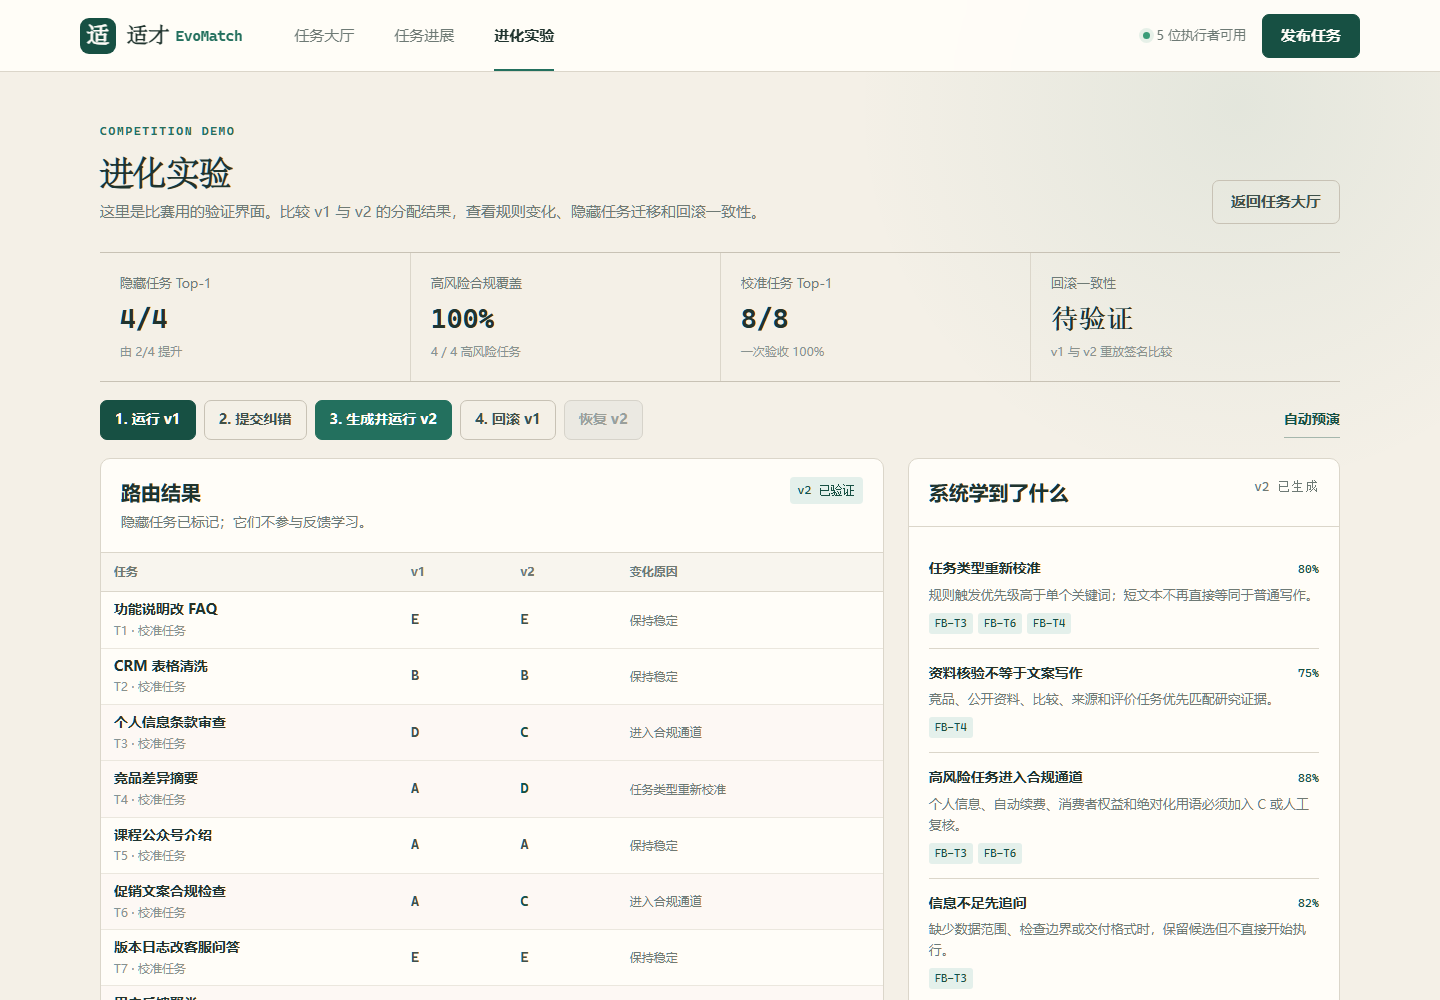 适 适才 EvoMatch 任务大厅 任务进展 进化实验 5 位执行者可用 发布任务
COMPETITION DEMO
进化实验
这里是比赛用的验证界面。比较 v1 与 v2 的分配结果，查看规则变化、隐藏任务迁移和回滚一致性。
返回任务大厅
隐藏任务 Top-1
4/4
由 2/4 提升
高风险合规覆盖
100%
4 / 4 高风险任务
校准任务 Top-1
8/8
一次验收 100%
回滚一致性
待验证
v1 与 v2 重放签名比较
1. 运行 v1 2. 提交纠错 3. 生成并运行 v2 4. 回滚 v1 恢复 v2 自动预演
路由结果
v2 已验证
隐藏任务已标记；它们不参与反馈学习。
任务 v1 v2 变化原因
功能说明改 FAQ
T1 · 校准任务
E E 保持稳定
CRM 表格清洗
T2 · 校准任务
B B 保持稳定
个人信息条款审查
T3 · 校准任务
D C 进入合规通道
竞品差异摘要
T4 · 校准任务
A D 任务类型重新校准
课程公众号介绍
T5 · 校准任务
A A 保持稳定
促销文案合规检查
T6 · 校准任务
A C 进入合规通道
版本日志改客服问答
T7 · 校准任务
E E 保持稳定
系统学到了什么
v2 已生成
任务类型重新校准 80%
规则触发优先级高于单个关键词；短文本不再直接等同于普通写作。
FB-T3 FB-T6 FB-T4
资料核验不等于文案写作 75%
竞品、公开资料、比较、来源和评价任务优先匹配研究证据。
FB-T4
高风险任务进入合规通道 88%
个人信息、自动续费、消费者权益和绝对化用语必须加入 C 或人工
复核。
FB-T3 FB-T6
信息不足先追问 82%
缺少数据范围、检查边界或交付格式时，保留候选但不直接开始执
行。
FB-T3